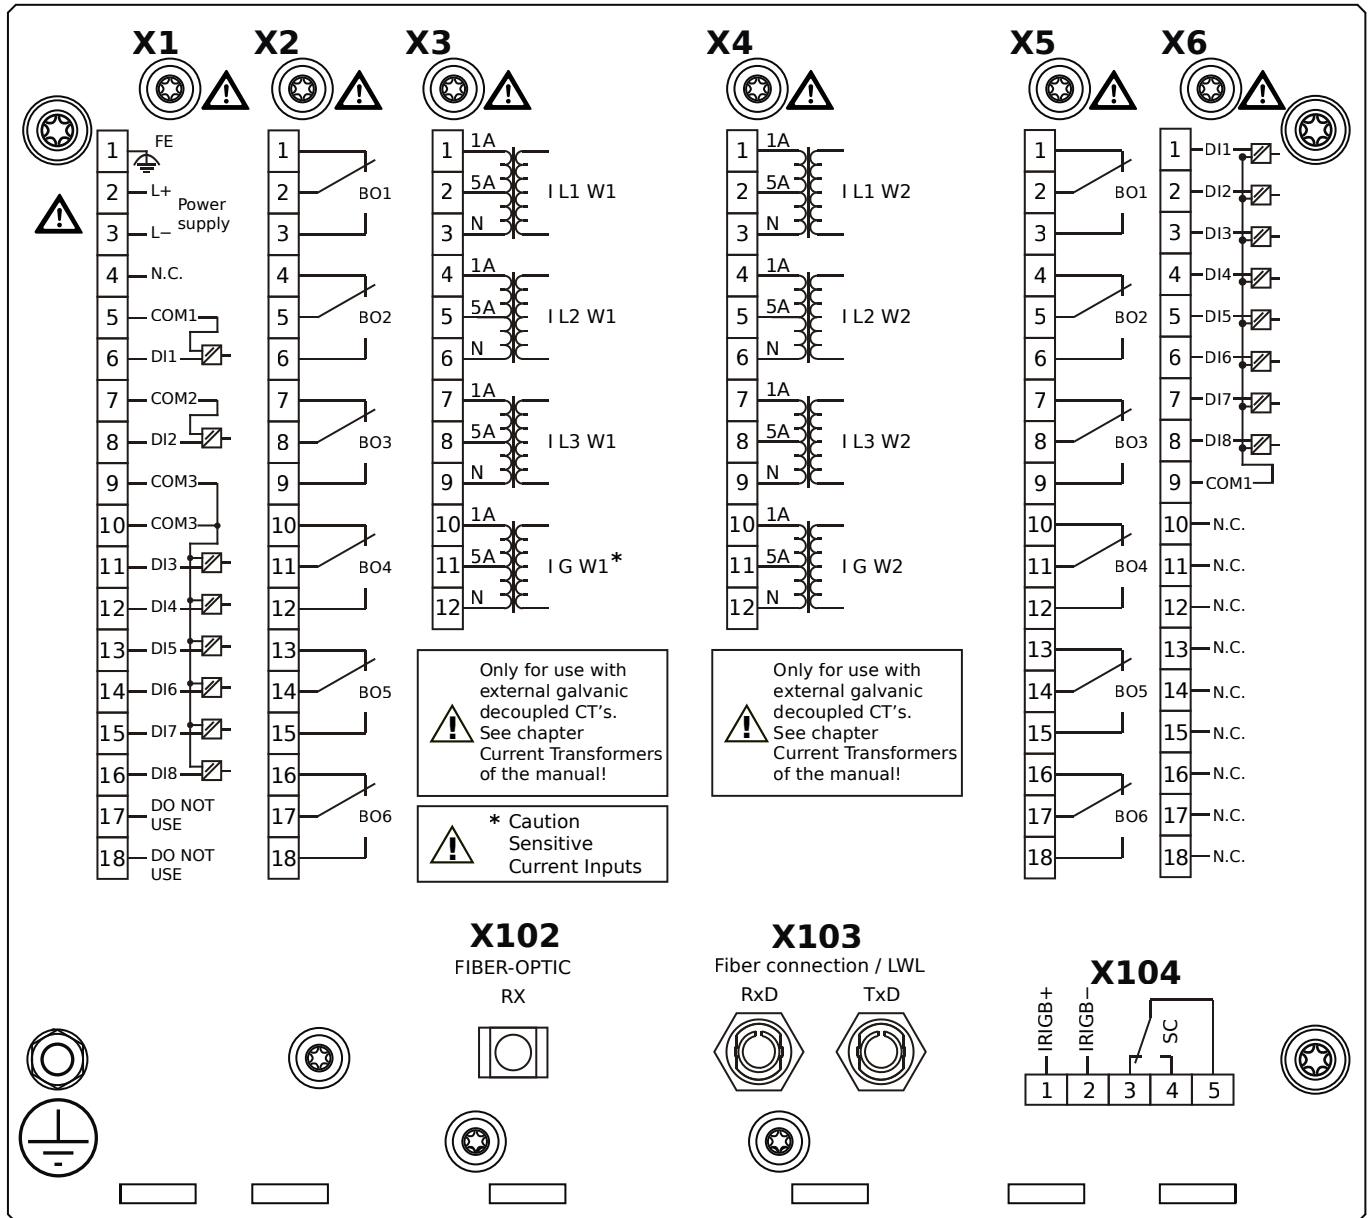 X1 X2 X3 X4 X5 X6
1 FE
2 L+
Power
supply
3 L−
4 N.C.
5 COM1
6 DI1
7 COM2
8 DI2
9 COM3
10 COM3
11 DI3
12 DI4
13 DI5
14 DI6
15 DI7
16 DI8
17 DO NOT
USE
18 DO NOT
USE
1
2 BO1
3
4
5 BO2
6
7
8 BO3
9
10
11 BO4
12
13
14 BO5
15
16
17 BO6
18
1 1A
2 5A I L1 W1
3 N
4 1A
5 5A I L2 W1
6 N
7 1A
8 5A I L3 W1
9 N
10 1A
11 5A I G W1*
12 N
Only for use with
external galvanic
decoupled CT's.
See chapter
Current Transformers
of the manual!
* Caution
Sensitive
Current Inputs
1 1A
2 5A I L1 W2
3 N
4 1A
5 5A I L2 W2
6 N
7 1A
8 5A I L3 W2
9 N
10 1A
11 5A I G W2
12 N
Only for use with
external galvanic
decoupled CT's.
See chapter
Current Transformers
of the manual!
1
2 BO1
3
4
5 BO2
6
7
8 BO3
9
10
11 BO4
12
13
14 BO5
15
16
17 BO6
18
1 DI1
2 DI2
3 DI3
4 DI4
5 DI5
6 DI6
7 DI7
8 DI8
9 COM1
10 N.C.
11 N.C.
12 N.C.
13 N.C.
14 N.C.
15 N.C.
16 N.C.
17 N.C.
18 N.C.
X102
FIBER-OPTIC
RX
X103
Fiber connection / LWL
RxD TxD
X104
IRIGB+
IRIGB−
SC
1 2 3 4 5